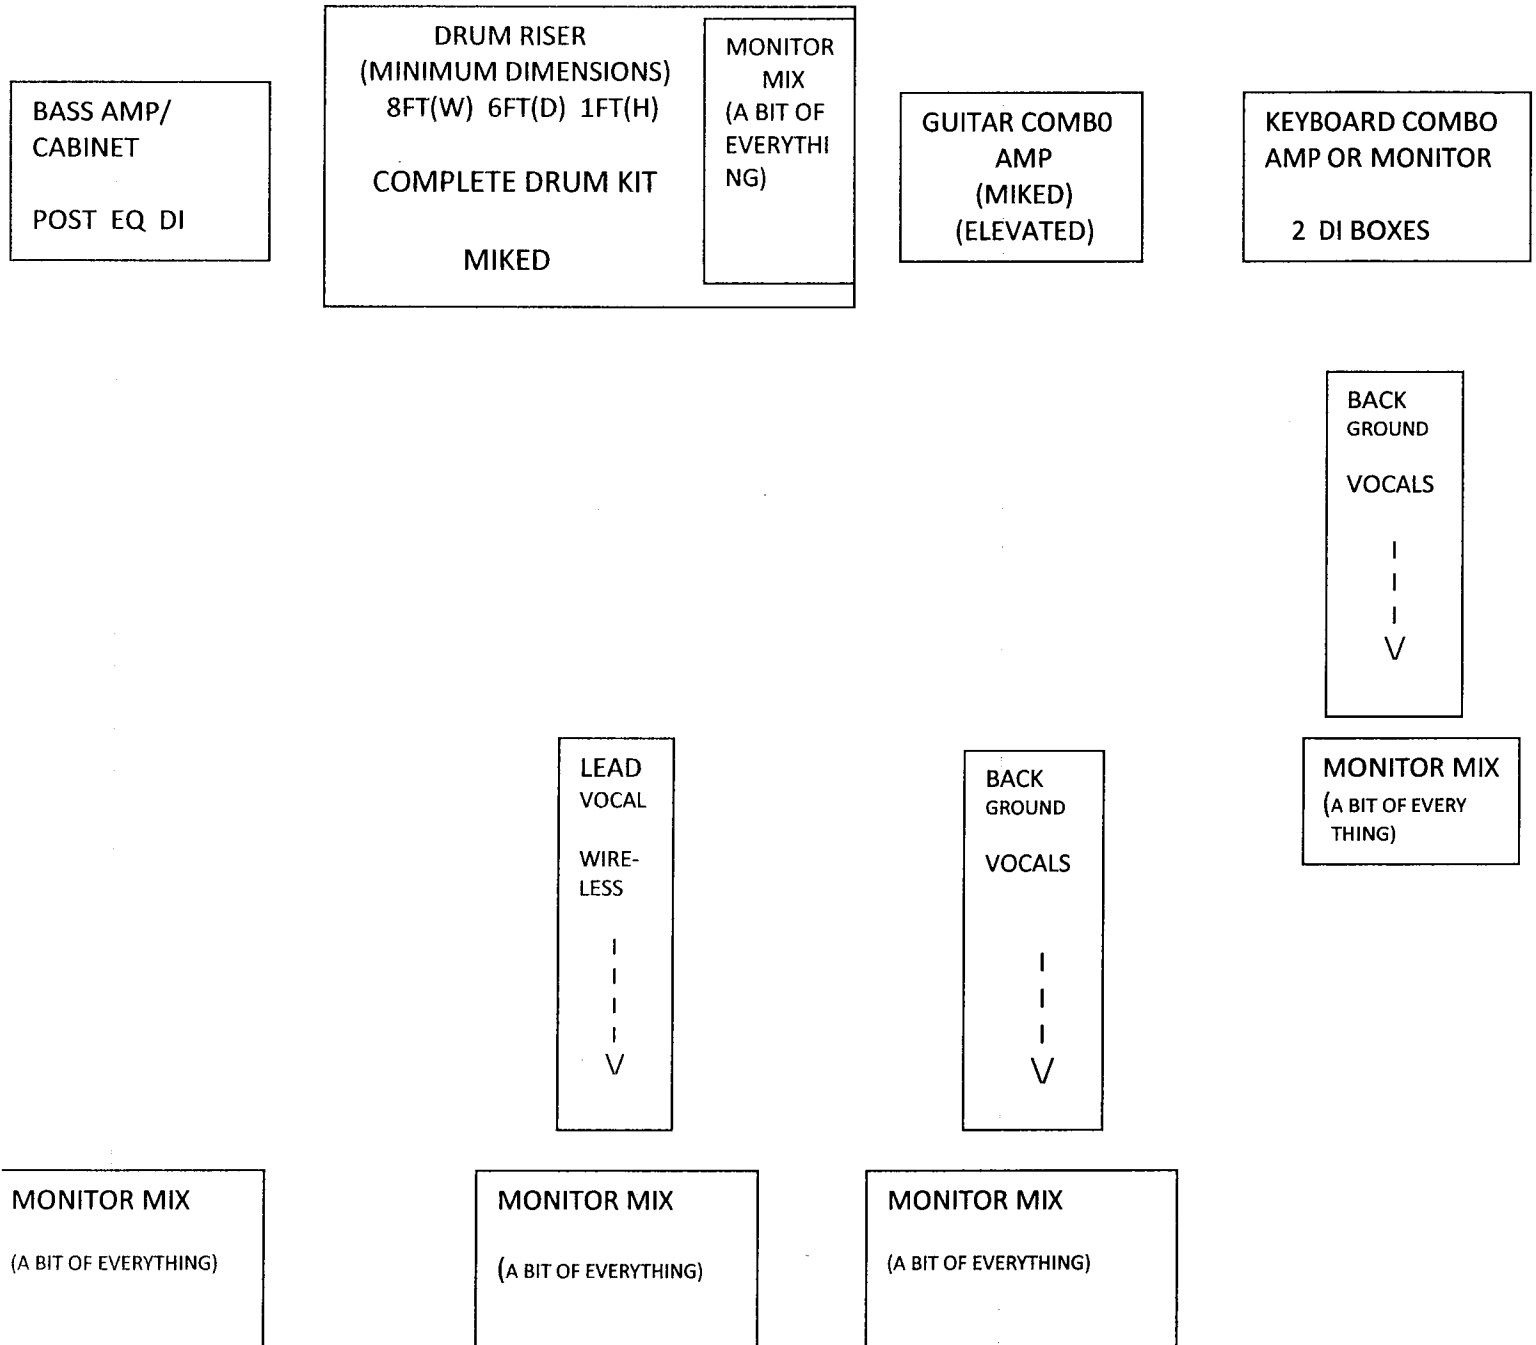 BASS AMP/
CABINET
POST EQ DI
DRUM RISER
(MINIMUM DIMENSIONS)
8FT(W) 6FT(D) 1FT(H)
COMPLETE DRUM KIT
MIKED
MONITOR
MIX
(A BIT OF
EVERYTHI
NG)
GUITAR COMBO
AMP
(MIKED)
(ELEVATED)
KEYBOARD COMBO
AMP OR MONITOR
2 DI BOXES
BACK
GROUND
VOCALS
LEAD
VOCAL
WIRE-
LESS
BACK
GROUND
VOCALS
MONITOR MIX
(A BIT OF EVERY
THING)
MONITOR MIX
(A BIT OF EVERYTHING)
MONITOR MIX
(A BIT OF EVERYTHING)
MONITOR MIX
(A BIT OF EVERYTHING)